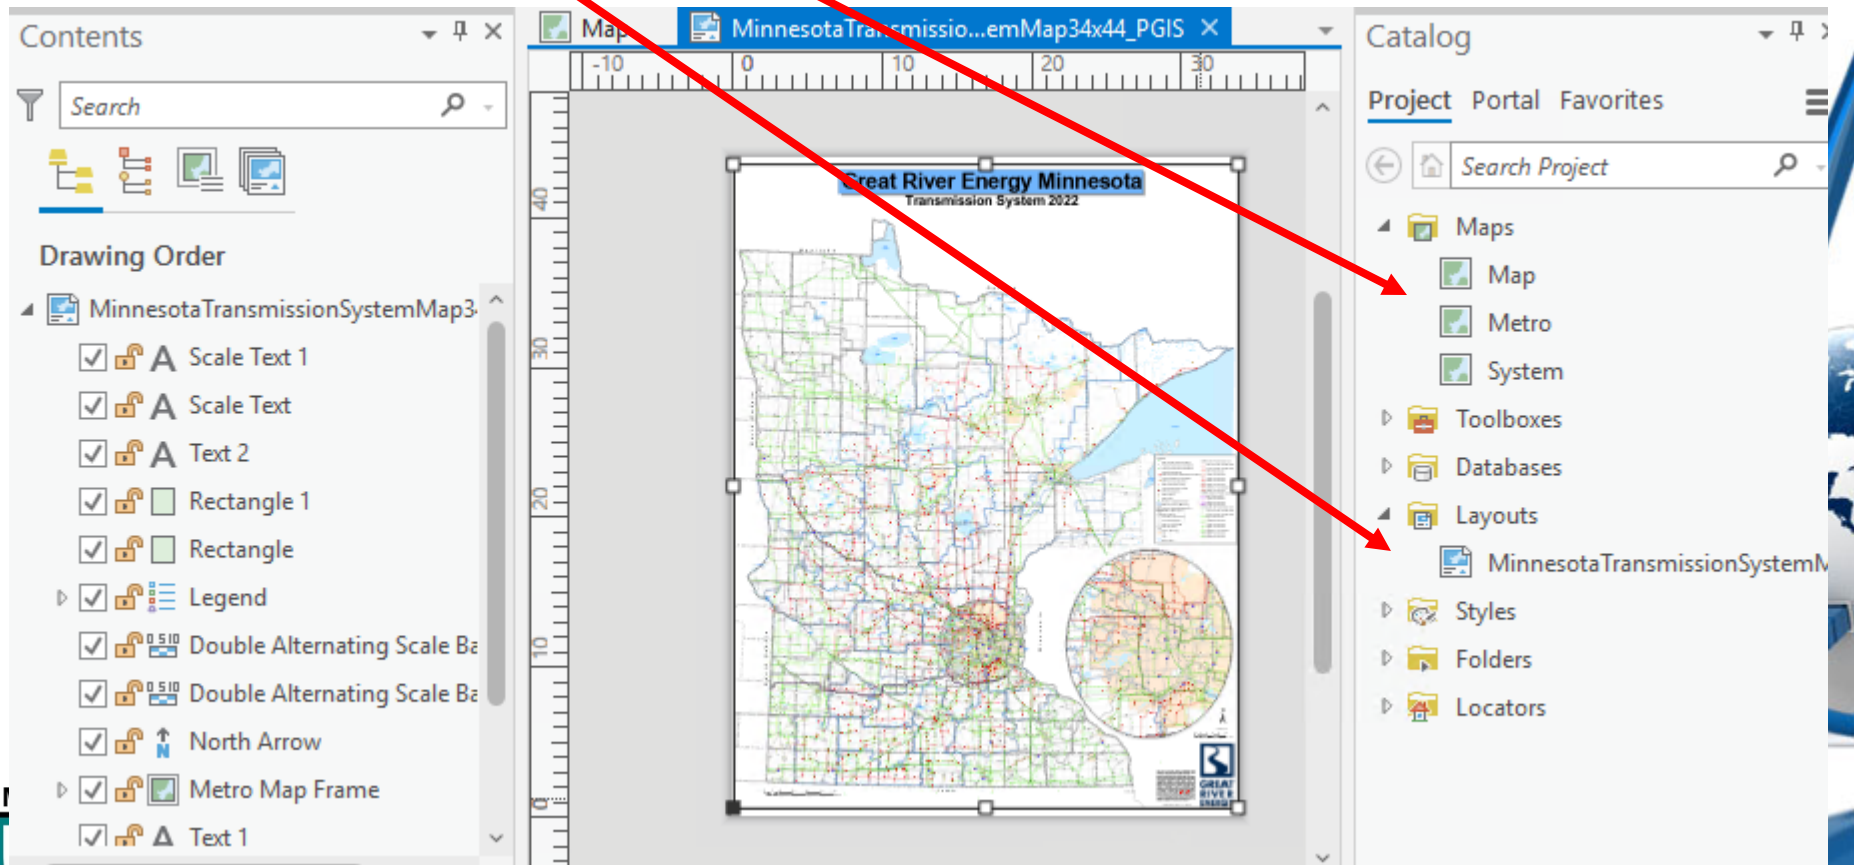 Contents
Search
Drawing Order
MinnesotaTransmissionSystemMap3
Scale Text 1
Scale Text
Text 2
Rectangle 1
Rectangle
Legend
Double Alternating Scale Ba
Double Alternating Scale Ba
North Arrow
Metro Map Frame
Text 1
Map
MinnesotaTransmissio...emMap34x44_PGIS
-10 0 10 20 30
40
30
20
10
0
Great River Energy Minnesota
Transmission System 2022
GREAT
RIVER
ENERGY
Catalog
Project Portal Favorites
Search Project
Maps
Map
Metro
System
Toolboxes
Databases
Layouts
MinnesotaTransmissionSystemM
Styles
Folders
Locators